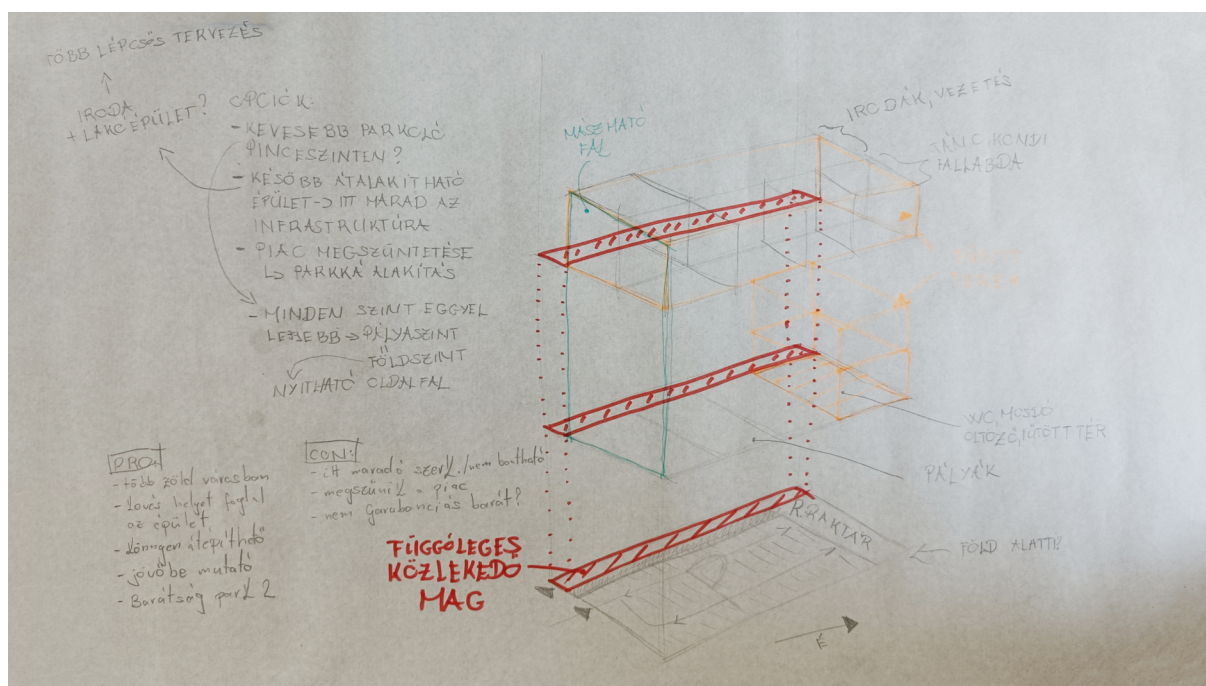 TÖBB LÉPCSŐS TERVEZÉS
IRODA
+ LAKÓÉPÜLET?
OPCIÓK:
- KEVESEBB PARKOLÓ
PINCESZINTEN?
- KÉSŐBB ÁTALAKÍTHATÓ
ÉPÜLET -> ITT MARAD AZ
INFRASTRUKTÚRA
- PIAC MEGSZÜNTETÉSE
↳ PARKKÁ ALAKÍTÁS
- MINDEN SZINT EGGYEL
LEJJEBB -> PÁLYASZINT
FÖLDSZINT
NYITHATÓ OLDALFAL
MÁSZHATÓ
FAL
IRODÁK, VEZETÉS
TÁNC, KONDI
FALLABDA
WC, MOSDÓ
ÖLTÖZŐ, FŰTÖTT TÉR
PÁLYÁK
R.RAKTÁR
FÖLD ALATTI?
É
FÜGGŐLEGES
KÖZLEKEDŐ
MAG
PRO:
- több zöld városban
- kevés helyet foglal
az épület
- könnyen átépíthető
- jövőbe mutató
- Barátság park 2
CON:
- itt maradó szerk./nem bontható
- megszűnik a piac
- nem Garabonciás barát?